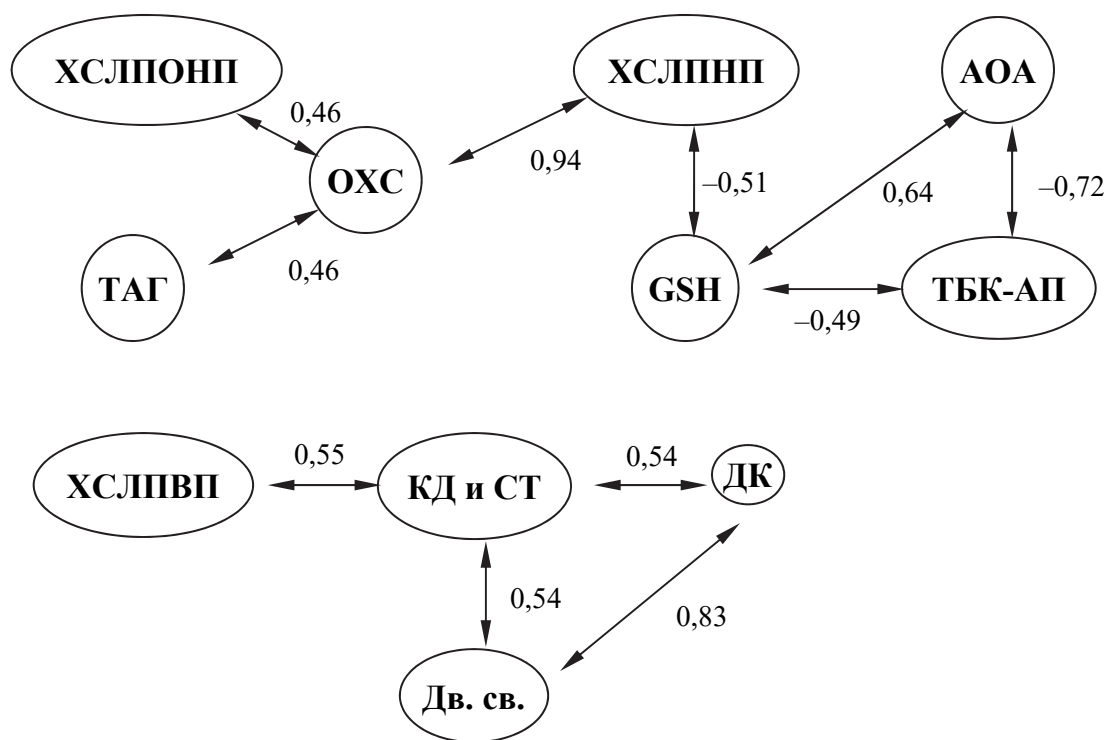 ХСЛПОНП
ХСЛПНП
АОА
0,46
ОХС
0,94
–0,51
0,64
–0,72
ТАГ
0,46
GSH
–0,49
ТБК-АП
ХСЛПВП
0,55
КД и СТ
0,54
ДК
0,54
0,83
Дв. св.